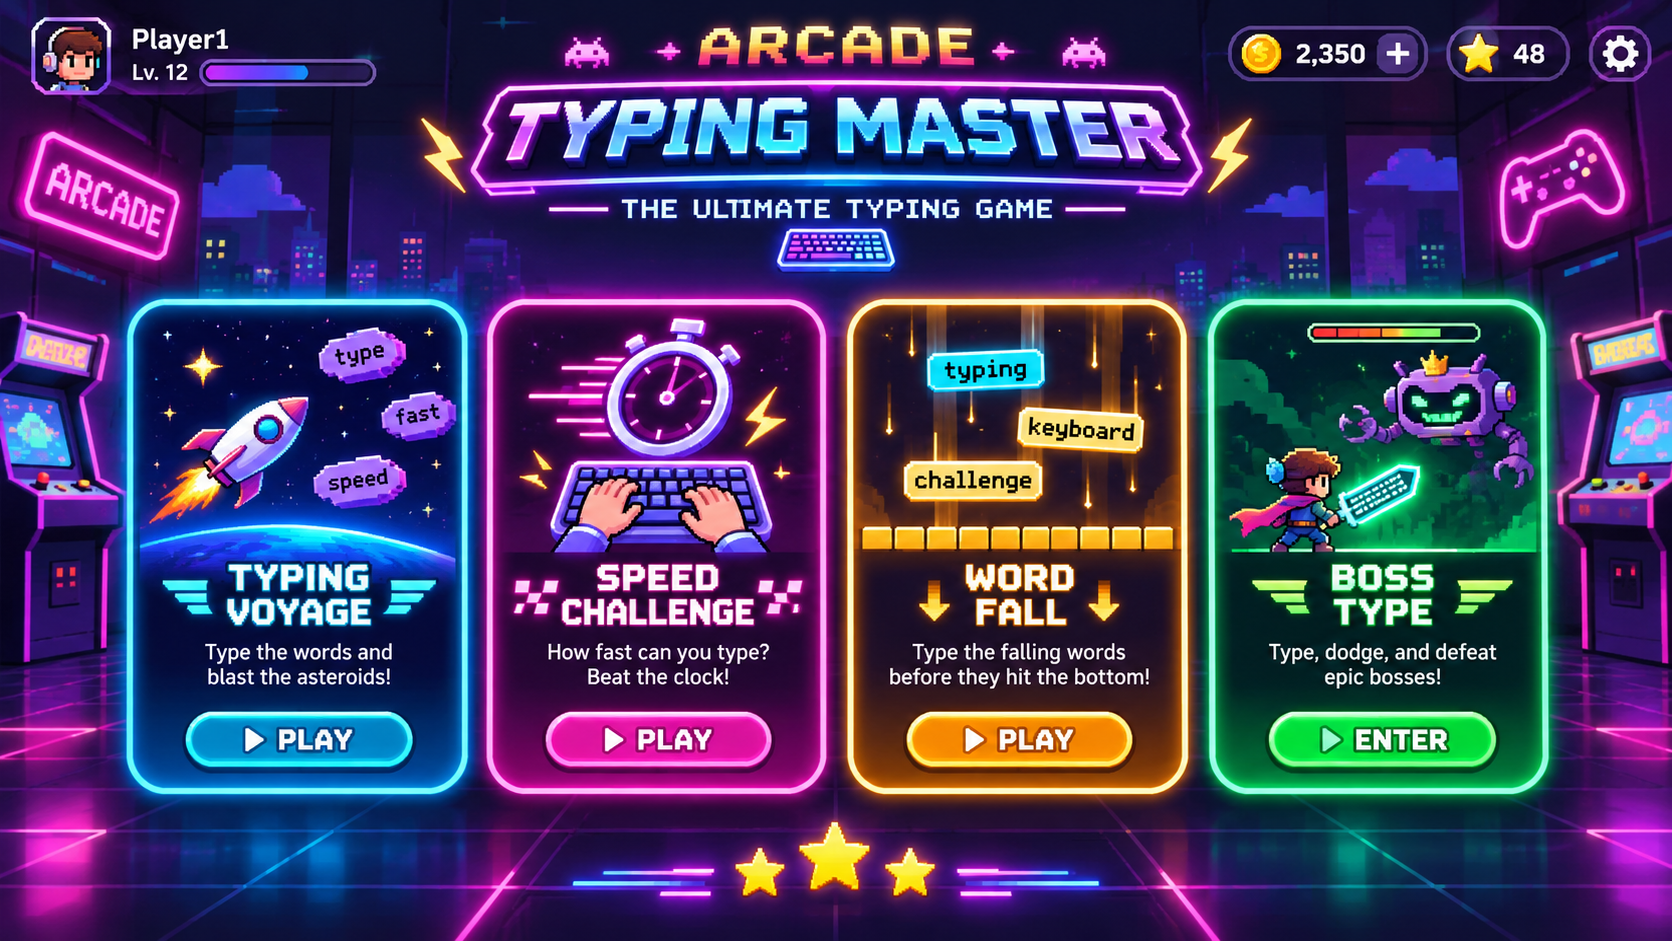 Player1
Lv. 12
ARCADE
TYPING MASTER
THE ULTIMATE TYPING GAME
2,350 +
48
ARCADE
type
fast
speed
TYPING
VOYAGE
Type the words and
blast the asteroids!
PLAY
SPEED
CHALLENGE
How fast can you type?
Beat the clock!
PLAY
typing
keyboard
challenge
WORD
FALL
Type the falling words
before they hit the bottom!
PLAY
BOSS
TYPE
Type, dodge, and defeat
epic bosses!
ENTER